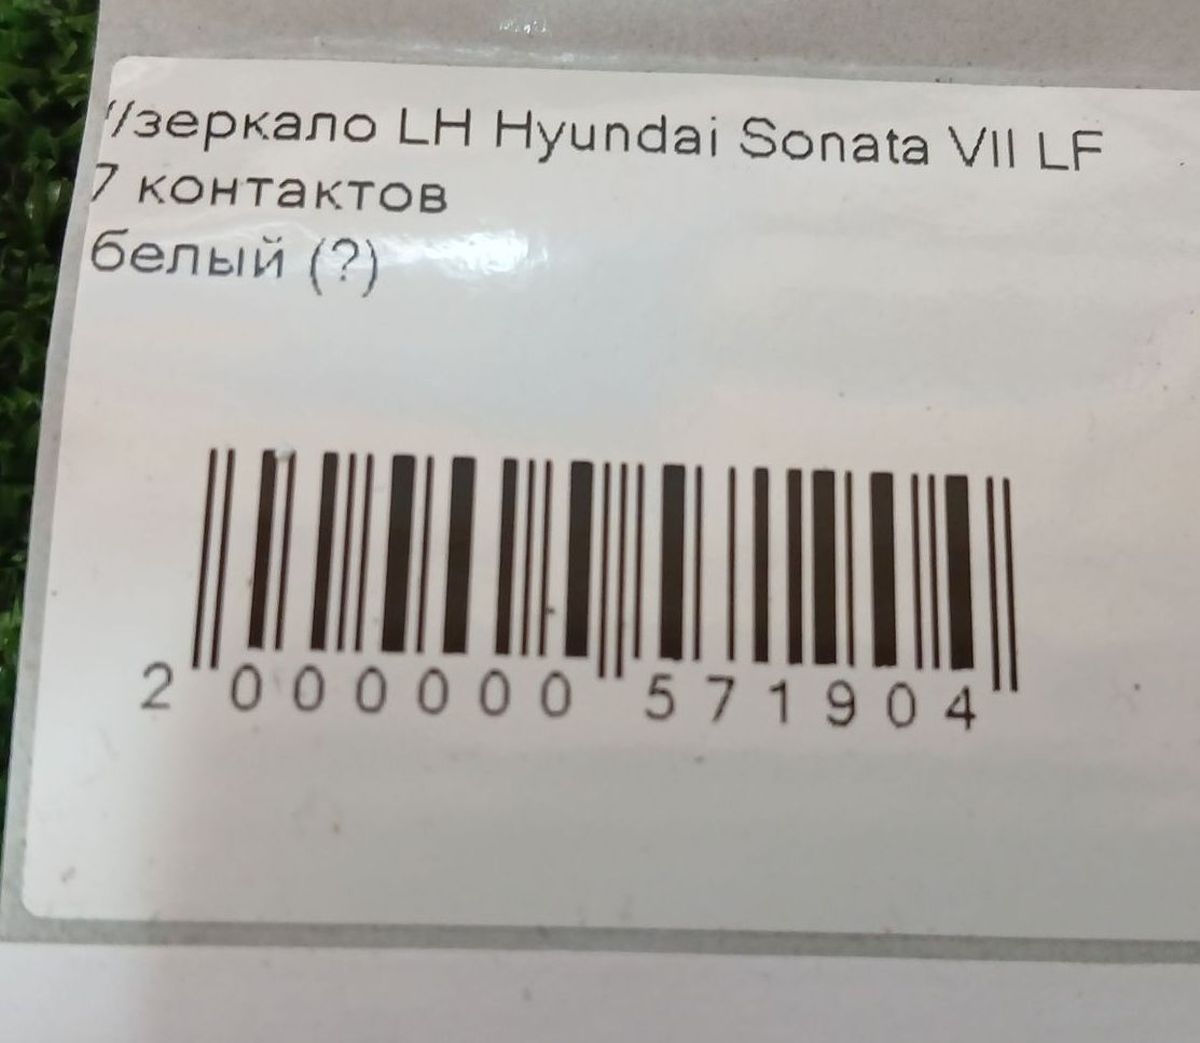 /зеркало LH Hyundai Sonata VII LF
7 контактов
белый (?)
2 000000 571904